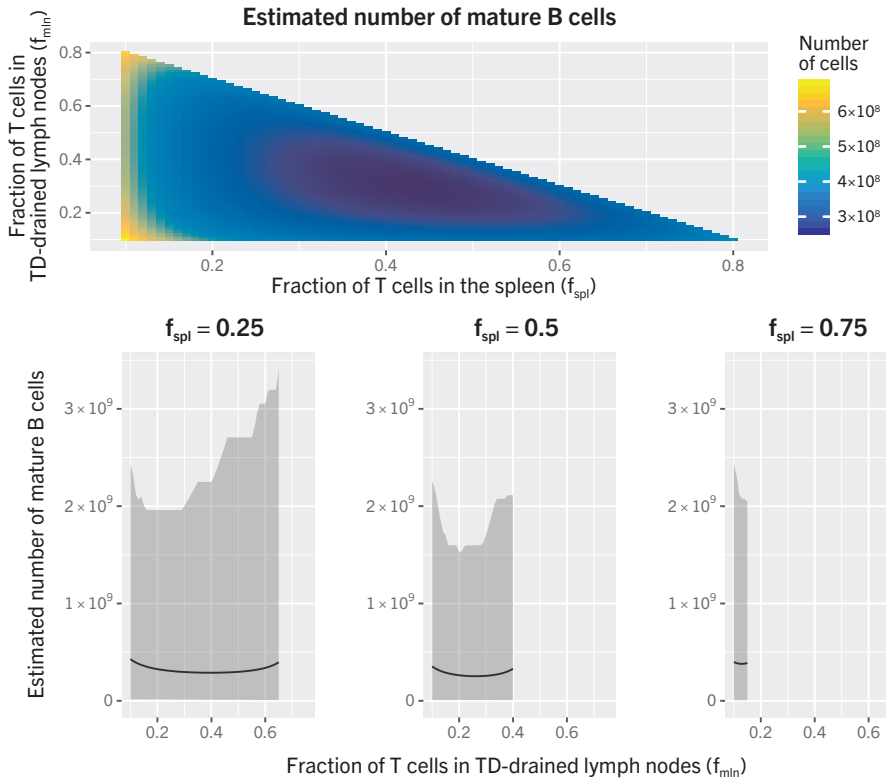 Estimated number of mature B cells
Fraction of T cells in
TD-drained lymph nodes (fmln)
0.8
0.6
0.4
0.2
0.2
0.4
0.6
0.8
Fraction of T cells in the spleen (fspl)
Number
of cells
6×10⁸
5×10⁸
4×10⁸
3×10⁸
fspl = 0.25
fspl = 0.5
fspl = 0.75
Estimated number of mature B cells
3 × 10⁹
2 × 10⁹
1 × 10⁹
0
0.2
0.4
0.6
3 × 10⁹
2 × 10⁹
1 × 10⁹
0
0.2
0.4
0.6
3 × 10⁹
2 × 10⁹
1 × 10⁹
0
0.2
0.4
0.6
Fraction of T cells in TD-drained lymph nodes (fmln)